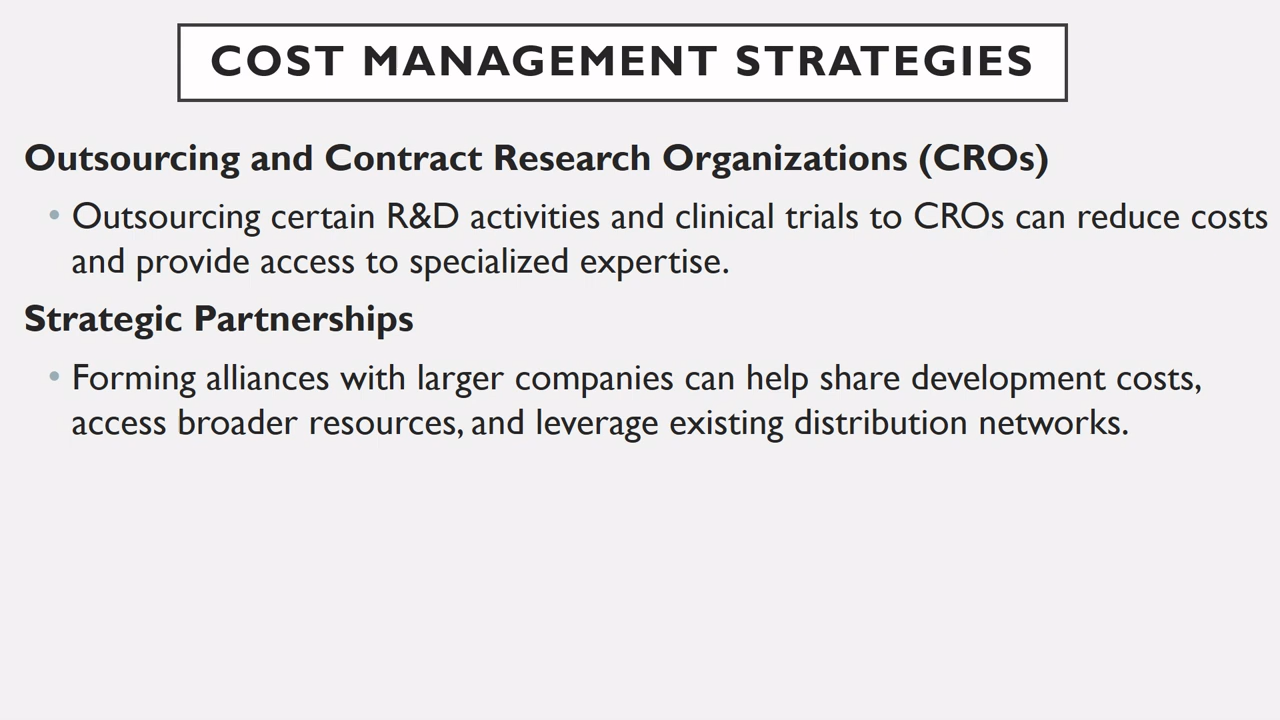 COST MANAGEMENT STRATEGIES
Outsourcing and Contract Research Organizations (CROs)
• Outsourcing certain R&D activities and clinical trials to CROs can reduce costs
and provide access to specialized expertise.
Strategic Partnerships
• Forming alliances with larger companies can help share development costs,
access broader resources, and leverage existing distribution networks.